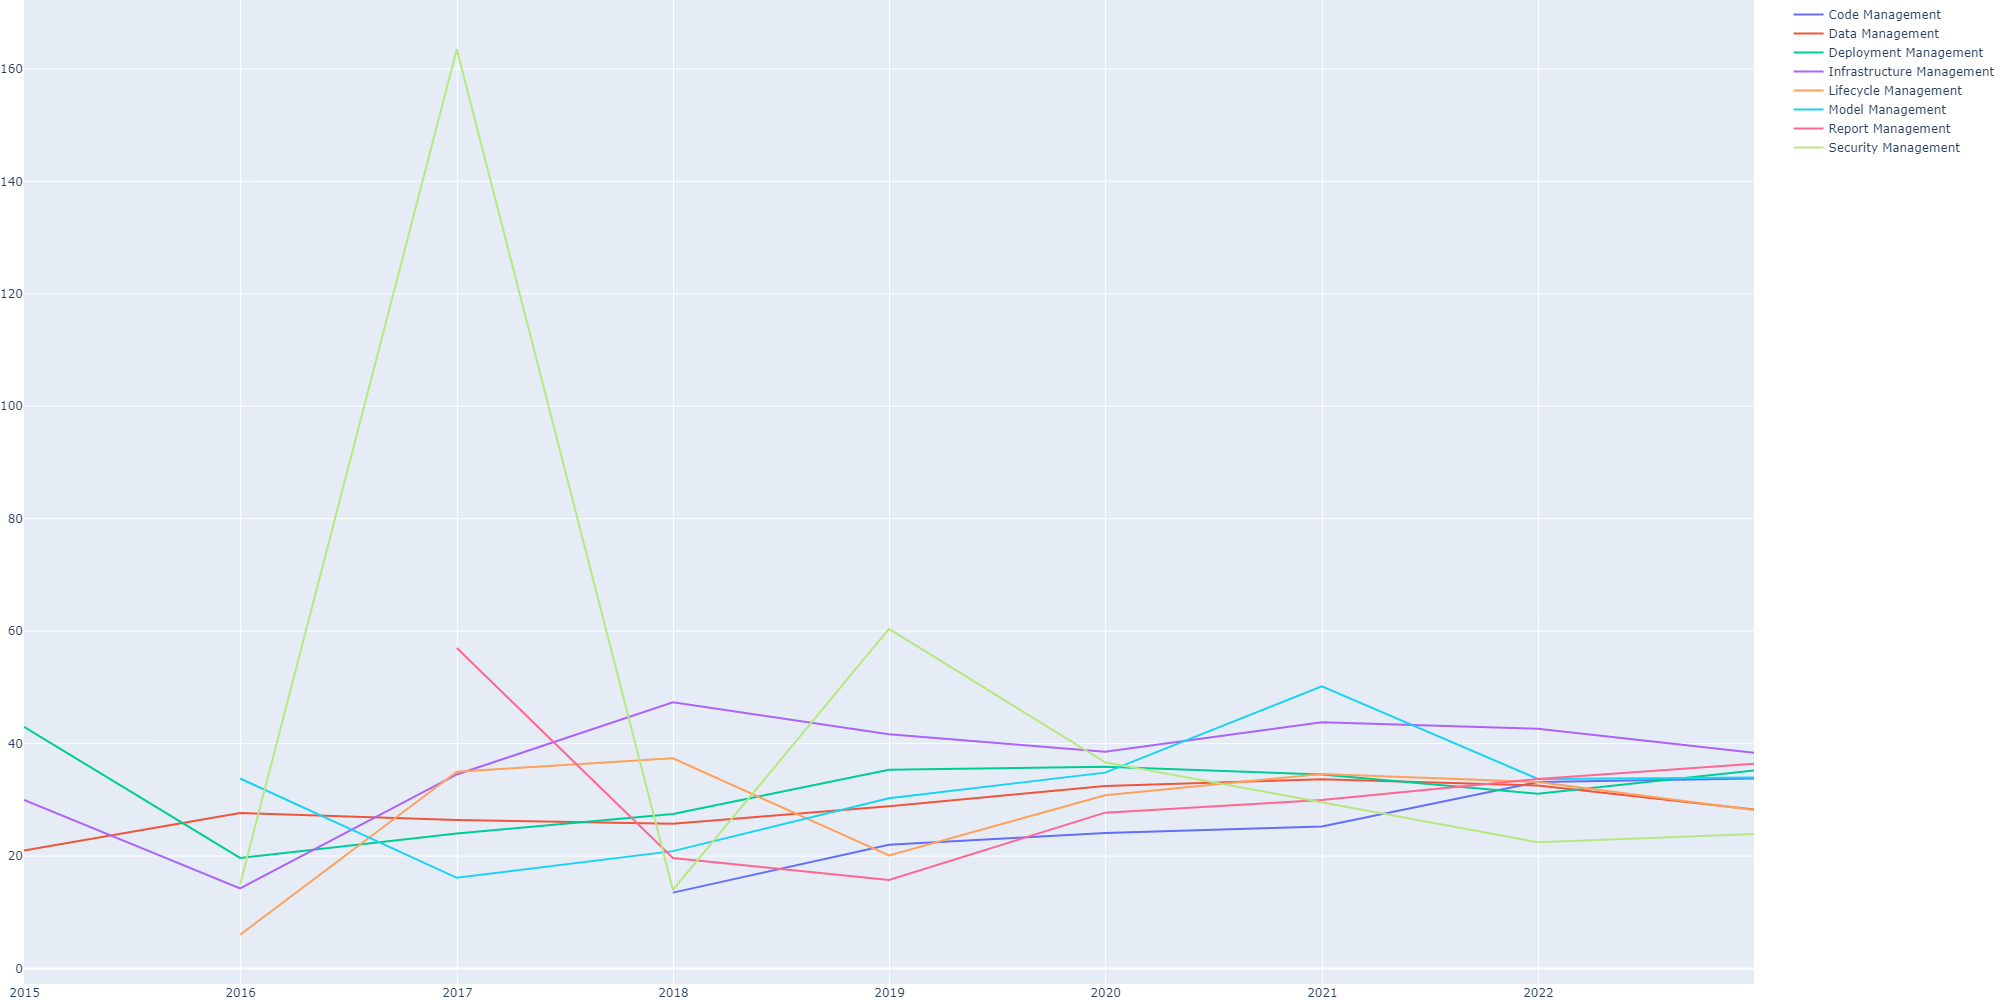 Code Management
Data Management
Deployment Management
Infrastructure Management
Lifecycle Management
Model Management
Report Management
Security Management
160
140
120
100
80
60
40
20
0
2015 2016 2017 2018 2019 2020 2021 2022